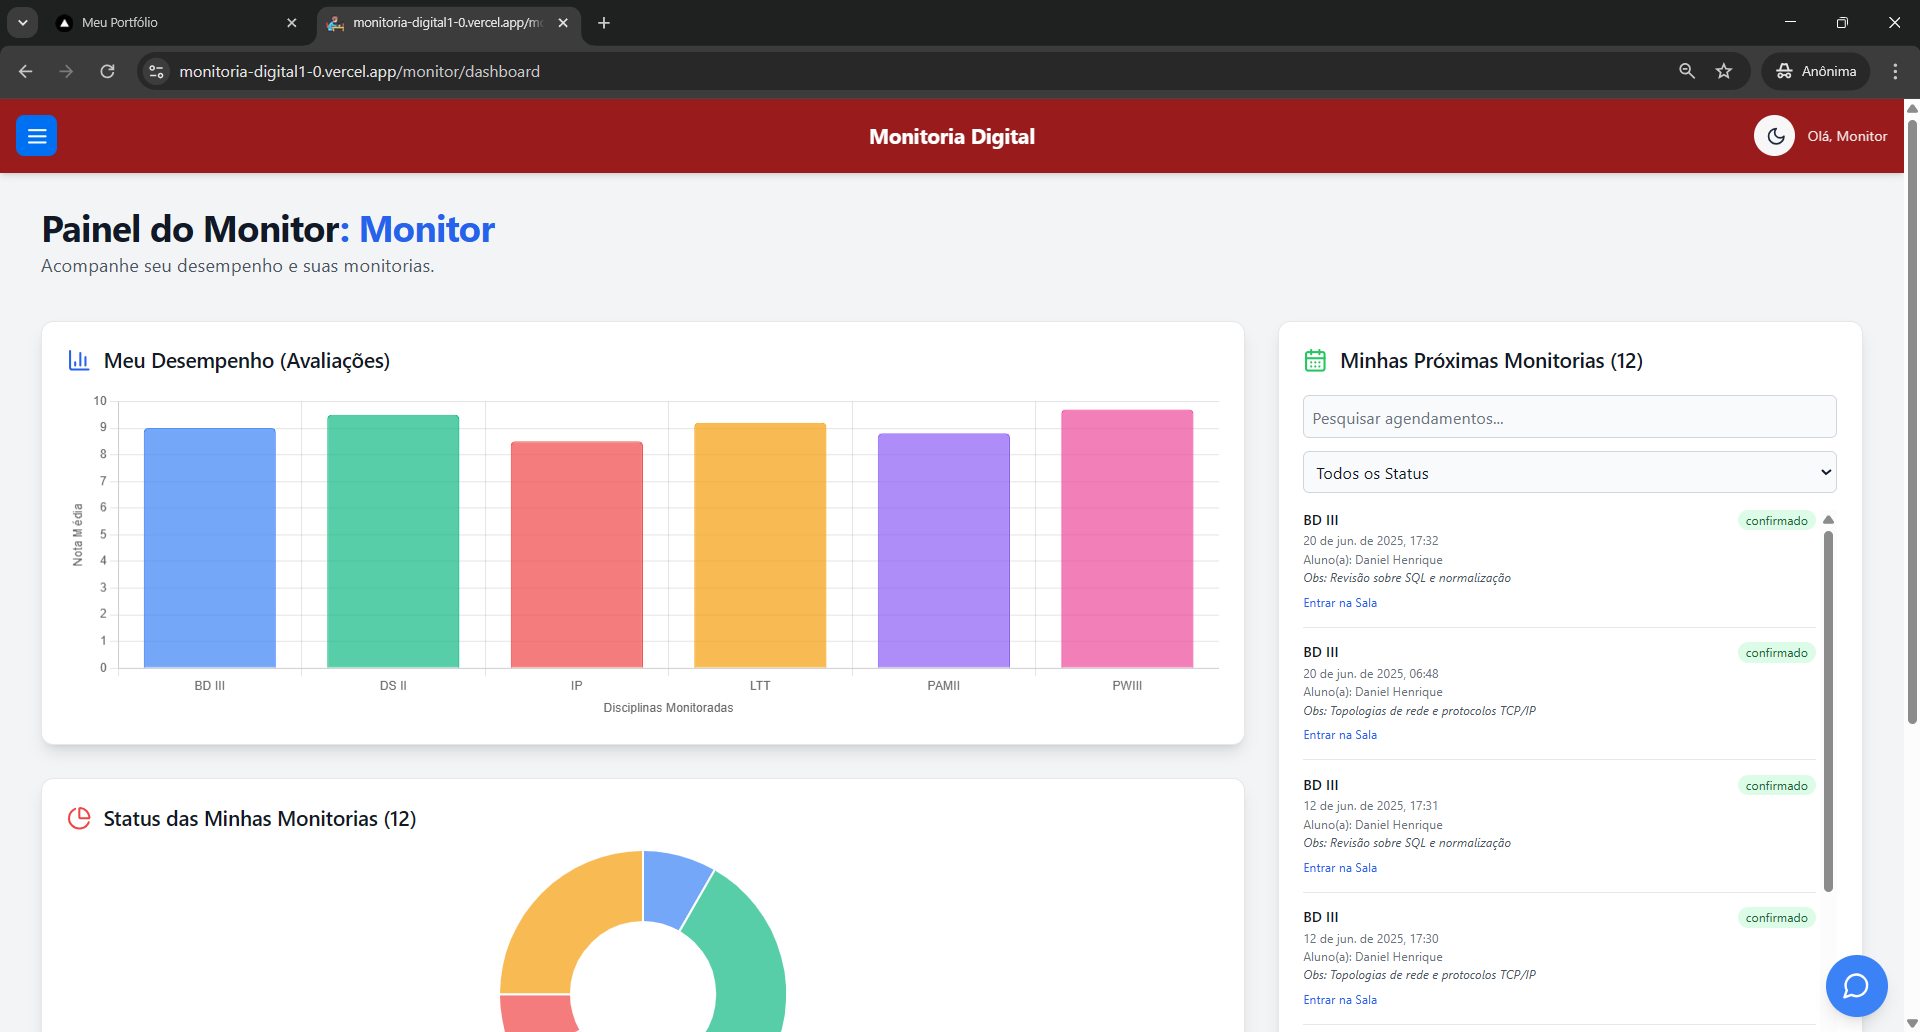 Meu Portfólio
monitoria-digital1-0.vercel.app/m
monitoria-digital1-0.vercel.app/monitor/dashboard
Anônima
Monitoria Digital
Olá, Monitor
Painel do Monitor: Monitor
Acompanhe seu desempenho e suas monitorias.
Meu Desempenho (Avaliações)
10
9
8
7
6
5
4
3
2
1
0
Nota Média
BD III
DS II
IP
LTT
PAMII
PWIII
Disciplinas Monitoradas
Status das Minhas Monitorias (12)
Minhas Próximas Monitorias (12)
Pesquisar agendamentos...
Todos os Status
BD III
confirmado
20 de jun. de 2025, 17:32
Aluno(a): Daniel Henrique
Obs: Revisão sobre SQL e normalização
Entrar na Sala
BD III
confirmado
20 de jun. de 2025, 06:48
Aluno(a): Daniel Henrique
Obs: Topologias de rede e protocolos TCP/IP
Entrar na Sala
BD III
confirmado
12 de jun. de 2025, 17:31
Aluno(a): Daniel Henrique
Obs: Revisão sobre SQL e normalização
Entrar na Sala
BD III
confirmado
12 de jun. de 2025, 17:30
Aluno(a): Daniel Henrique
Obs: Topologias de rede e protocolos TCP/IP
Entrar na Sala